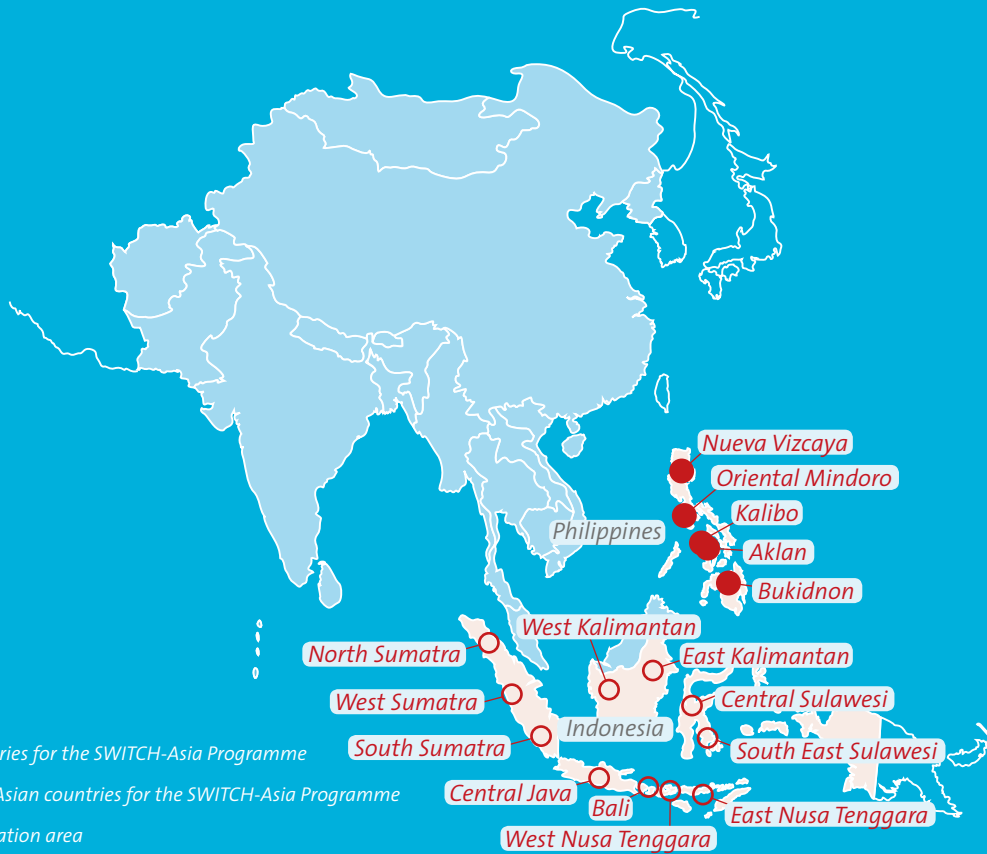 Nueva Vizcaya
Oriental Mindoro
Kalibo
Philippines
Aklan
Bukidnon
West Kalimantan
North Sumatra
East Kalimantan
West Sumatra
Central Sulawesi
Indonesia
South Sumatra
South East Sulawesi
for the SWITCH-Asia Programme
Asian countries for the SWITCH-Asia Programme
Central Java
Bali
East Nusa Tenggara
area
West Nusa Tenggara